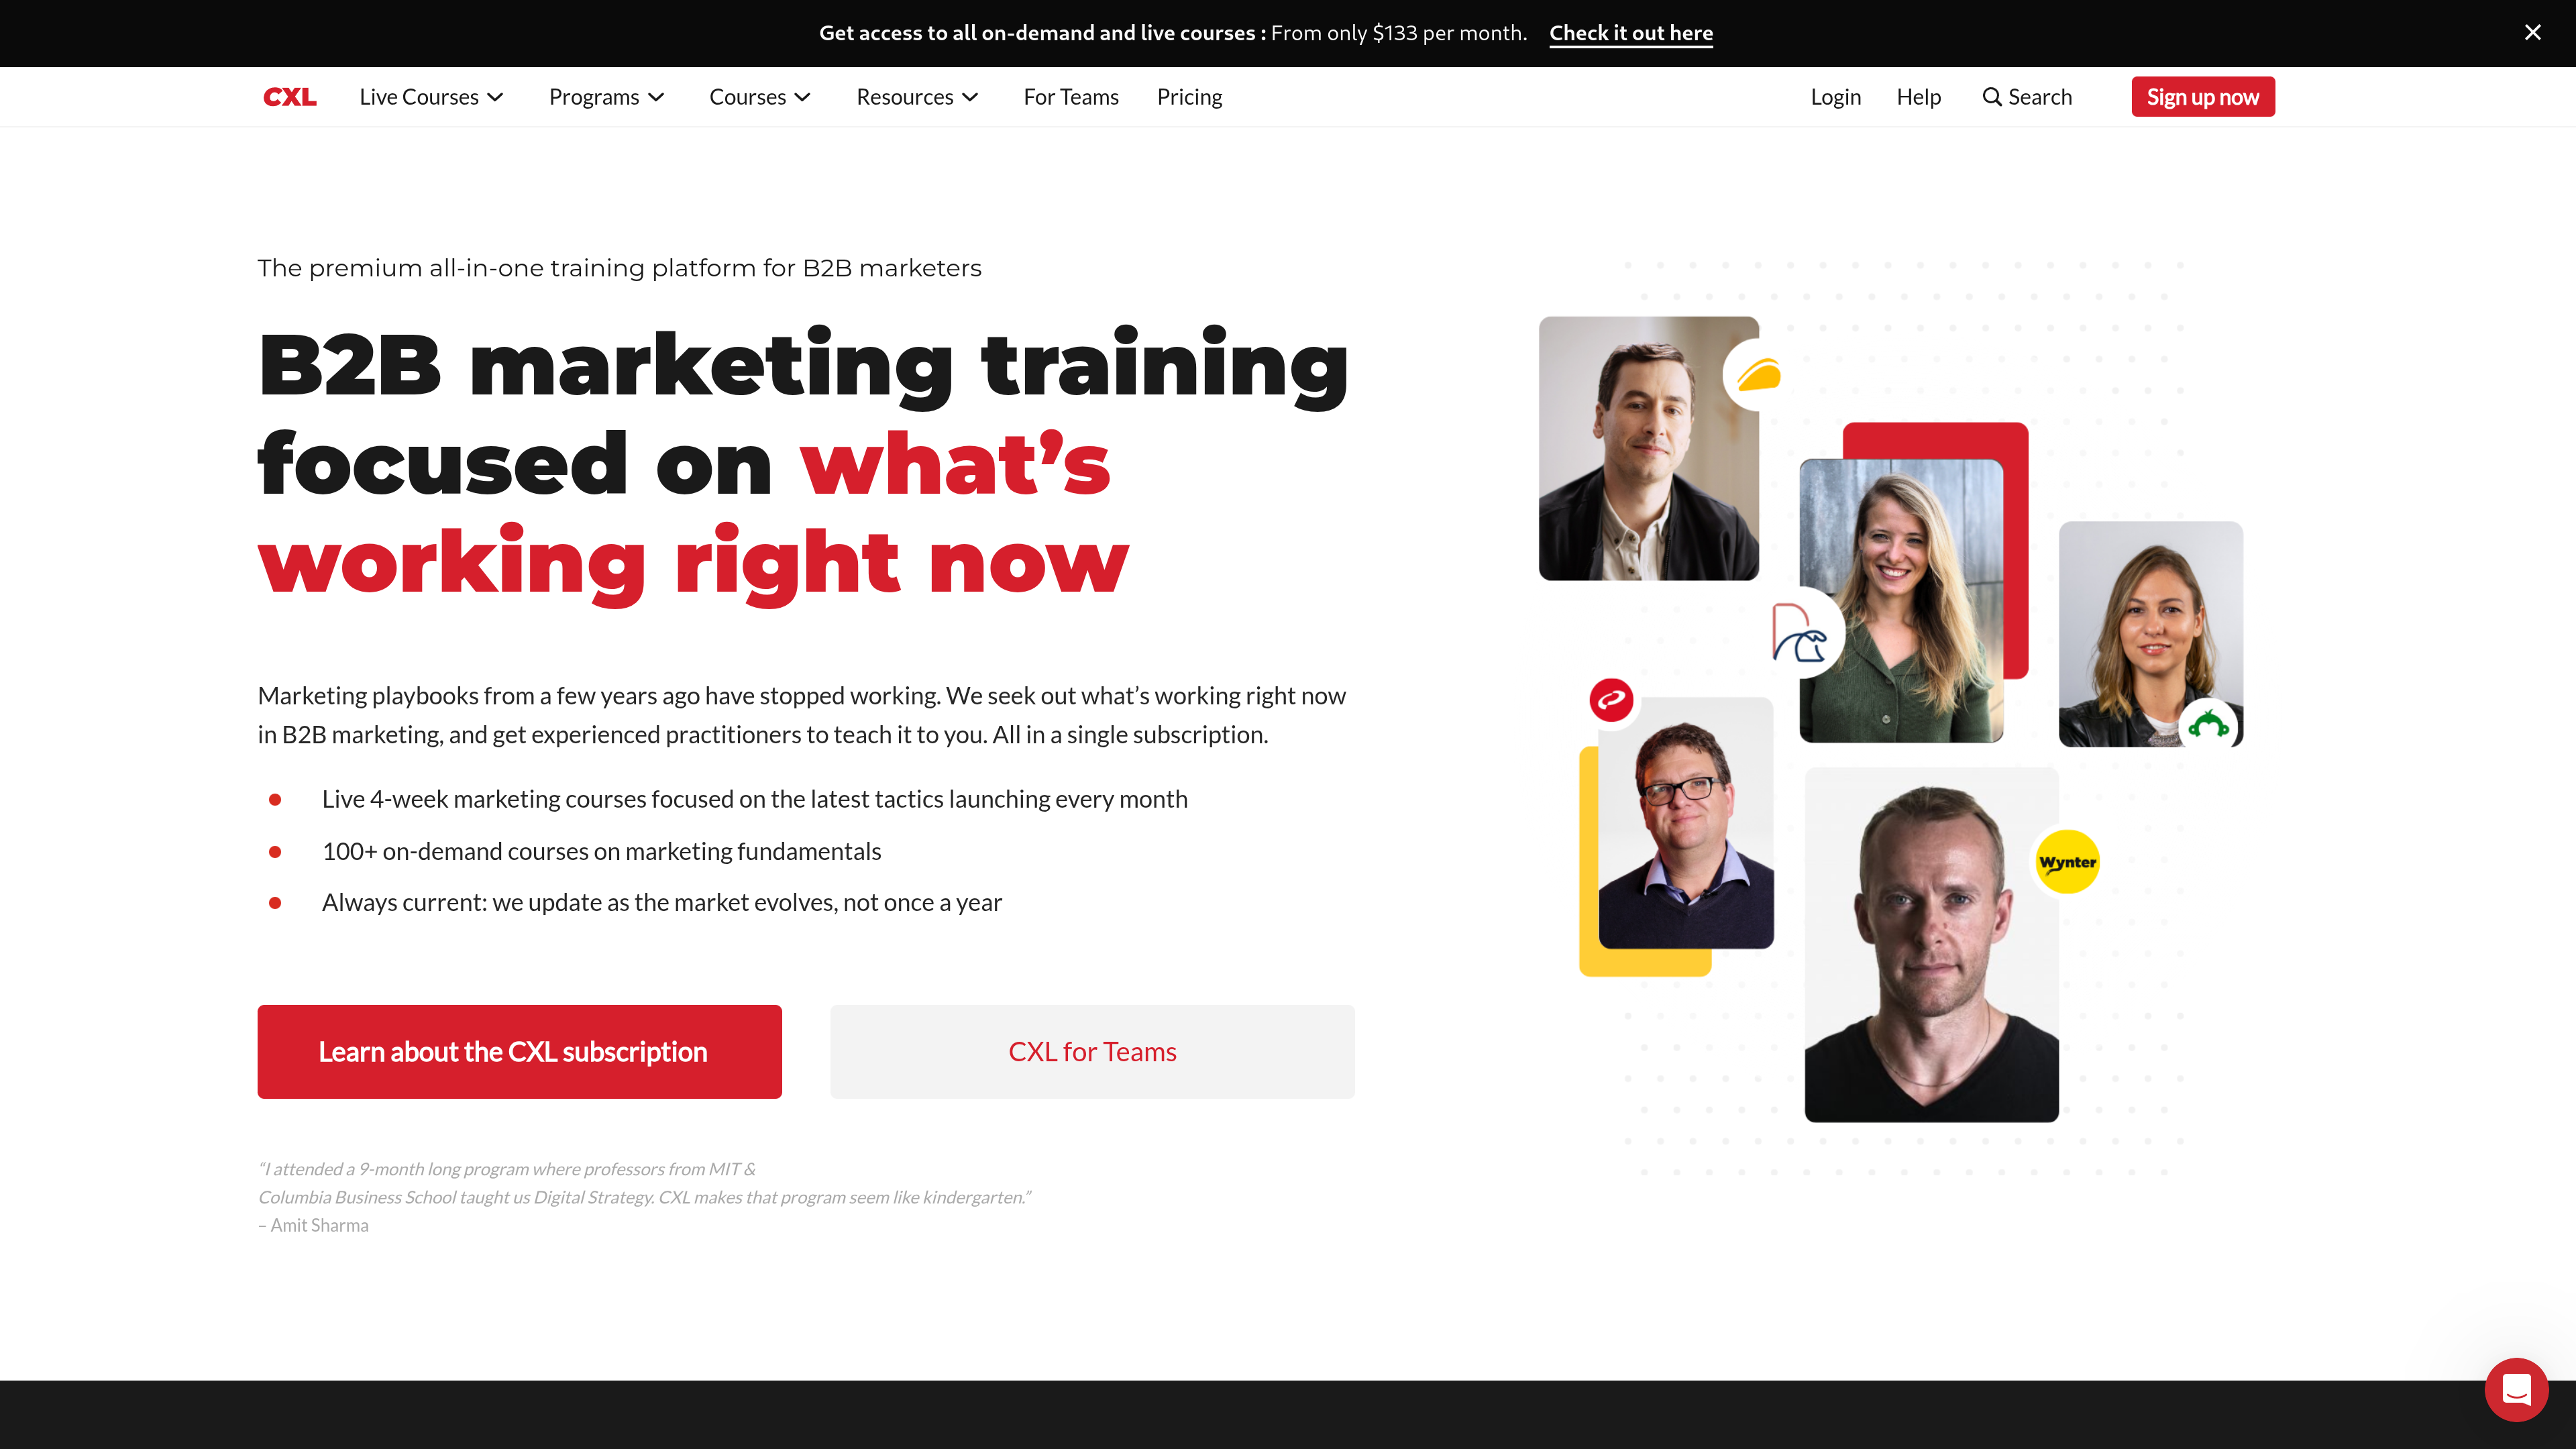 Get access to all on-demand and live courses : From only $133 per month. Check it out here
CXL Live Courses Programs Courses Resources For Teams Pricing Login Help Search Sign up now
The premium all-in-one training platform for B2B marketers
B2B marketing training
focused on what’s
working right now
Marketing playbooks from a few years ago have stopped working. We seek out what’s working right now
in B2B marketing, and get experienced practitioners to teach it to you. All in a single subscription.
Live 4-week marketing courses focused on the latest tactics launching every month
100+ on-demand courses on marketing fundamentals
Always current: we update as the market evolves, not once a year
Learn about the CXL subscription
CXL for Teams
“I attended a 9-month long program where professors from MIT &
Columbia Business School taught us Digital Strategy. CXL makes that program seem like kindergarten.”
– Amit Sharma
Wynter